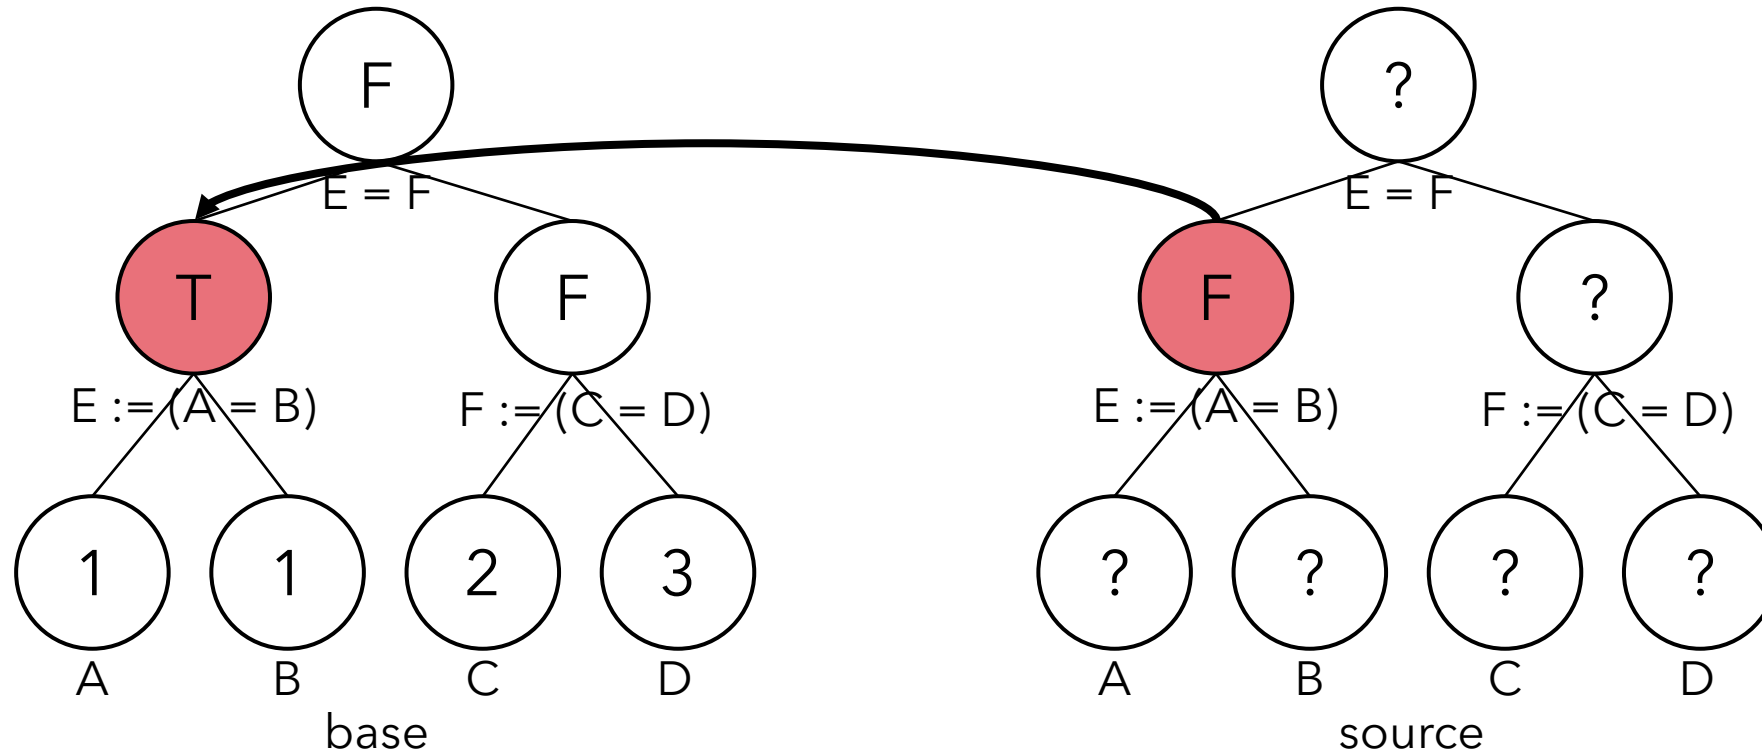 F ?
E = F E = F
T F F ?
E := (A = B) F := (C = D) E := (A = B) F := (C = D)
1 1 2 3 ? ? ? ?
A B C D A B C D
base source